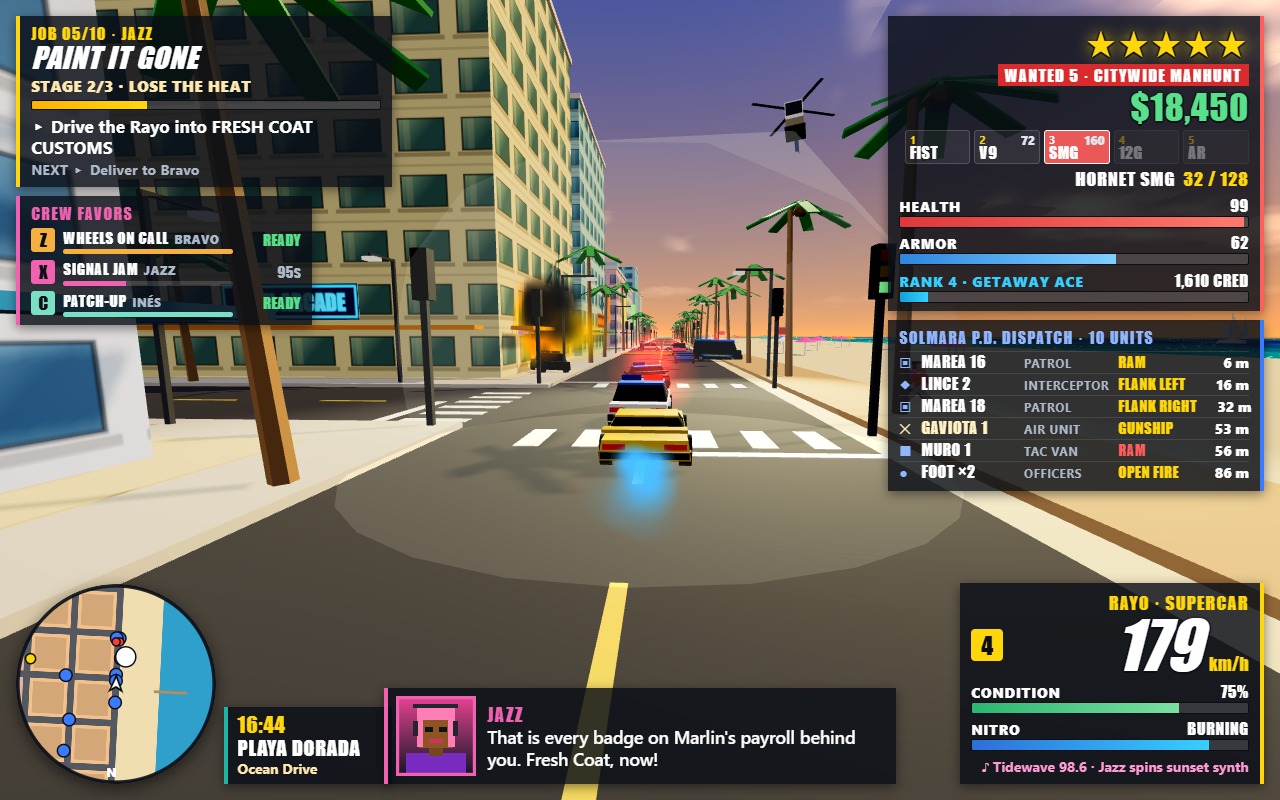 JOB 05/10 · JAZZ
PAINT IT GONE
STAGE 2/3 · LOSE THE HEAT
▸ Drive the Rayo into FRESH COAT
CUSTOMS
NEXT ▸ Deliver to Bravo
CREW FAVORS
Z WHEELS ON CALL BRAVO READY
X SIGNAL JAM JAZZ 95s
C PATCH-UP INÉS READY
CADE
WANTED 5 · CITYWIDE MANHUNT
$18,450
1 FIST
2 V9 72
3 SMG 160
4 12G
5 AR
HORNET SMG 32 / 128
HEALTH 99
ARMOR 62
RANK 4 · GETAWAY ACE 1,610 CRED
SOLMARA P.D. DISPATCH · 10 UNITS
MAREA 16 PATROL RAM 6 m
LINCE 2 INTERCEPTOR FLANK LEFT 16 m
MAREA 18 PATROL FLANK RIGHT 32 m
GAVIOTA 1 AIR UNIT GUNSHIP 53 m
MURO 1 TAC VAN RAM 56 m
FOOT ×2 OFFICERS OPEN FIRE 86 m
N
16:44
PLAYA DORADA
Ocean Drive
JAZZ
That is every badge on Marlin's payroll behind
you. Fresh Coat, now!
RAYO · SUPERCAR
4 179 km/h
CONDITION 75%
NITRO BURNING
♪ Tidewave 98.6 · Jazz spins sunset synth